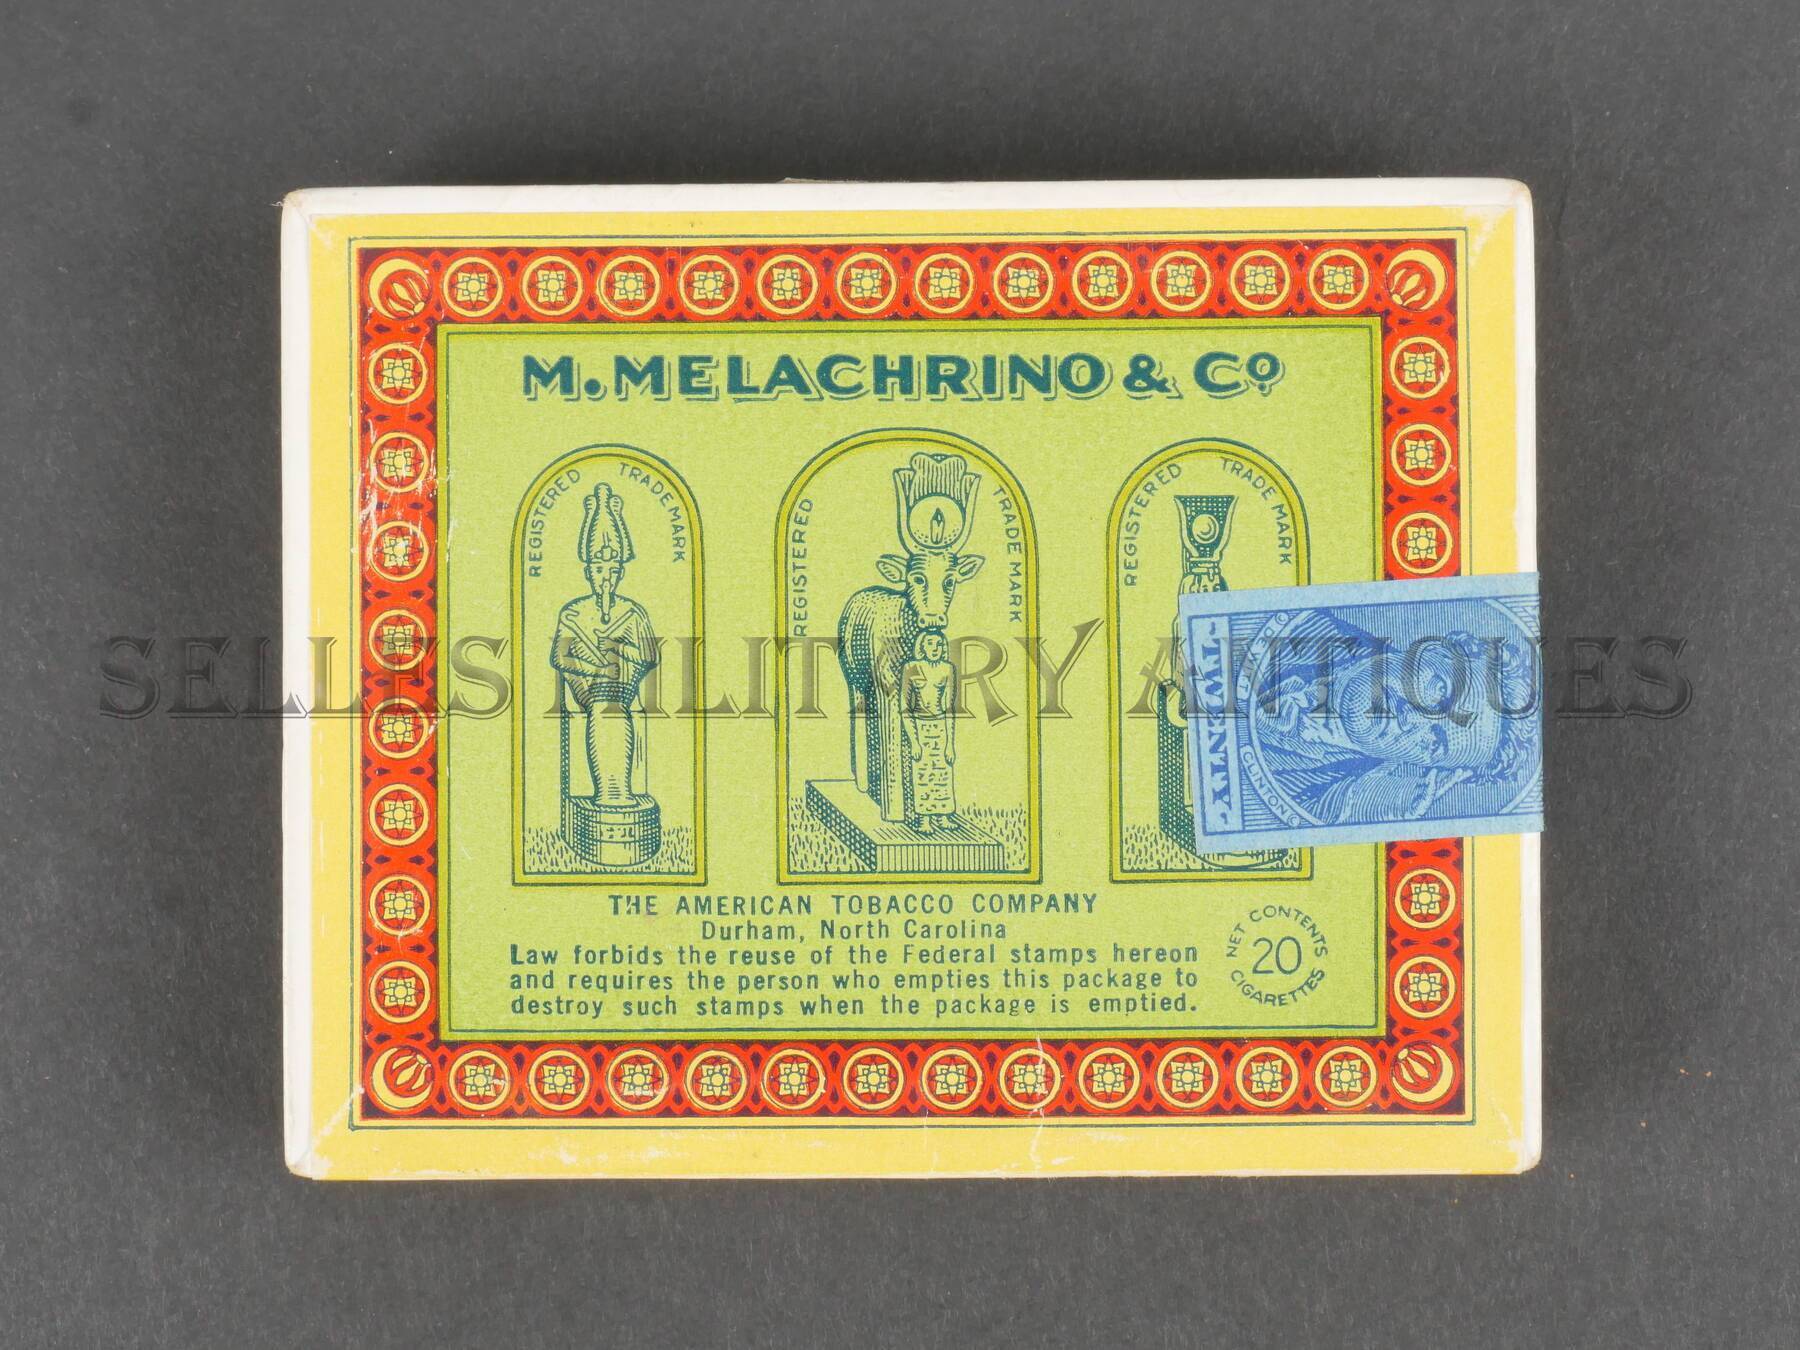 M. MELACHRINO & Cº
REGISTERED TRADE MARK
REGISTERED TRADE MARK
REGISTERED TRADE MARK
SELLES MILITARY ANTIQUES
TWENTY
CLINTON
THE AMERICAN TOBACCO COMPANY
Durham, North Carolina
Law forbids the reuse of the Federal stamps hereon
and requires the person who empties this package to
destroy such stamps when the package is emptied.
NET CONTENTS
20
CIGARETTES